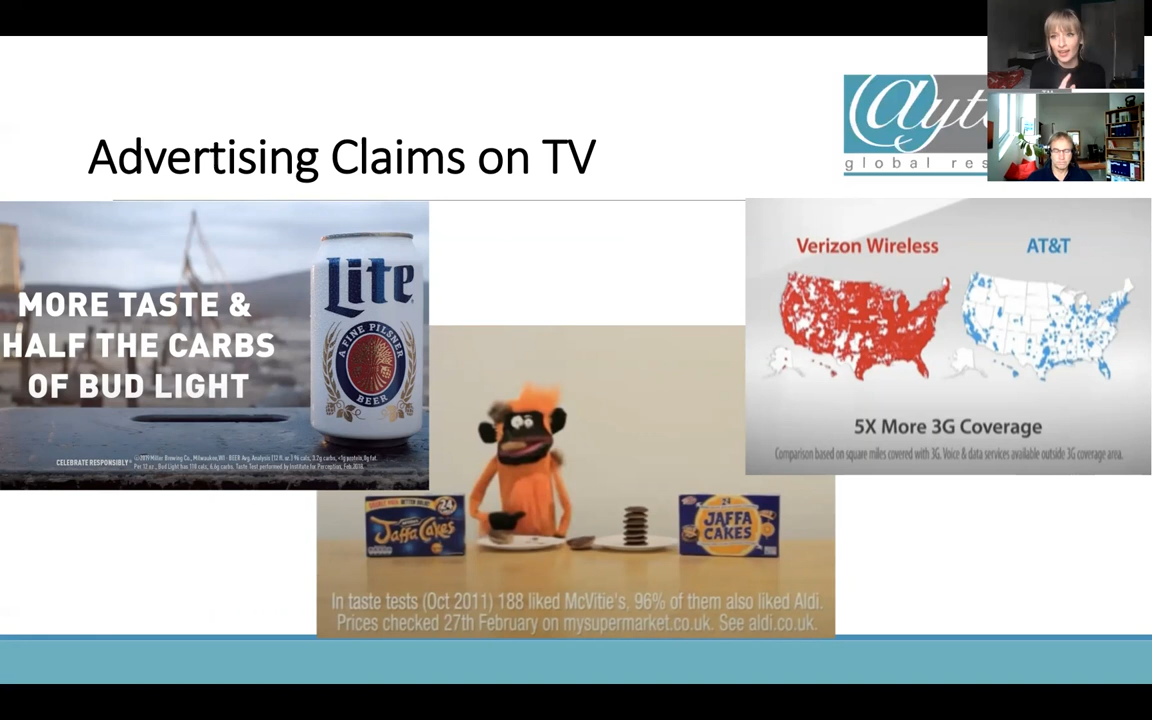 Advertising Claims on TV
@yt
global res
MORE TASTE &
HALF THE CARBS
OF BUD LIGHT
Lite
A FINE PILSNER
BEER
CELEBRATE RESPONSIBLY®
Verizon Wireless
AT&T
5X More 3G Coverage
Comparison based on square miles covered with 3G. Voice & data services available outside 3G coverage area.
24
Jaffa Cakes
24
JAFFA
CAKES
In taste tests (Oct 2011) 188 liked McVitie's, 96% of them also liked Aldi.
Prices checked 27th February on mysupermarket.co.uk. See aldi.co.uk.